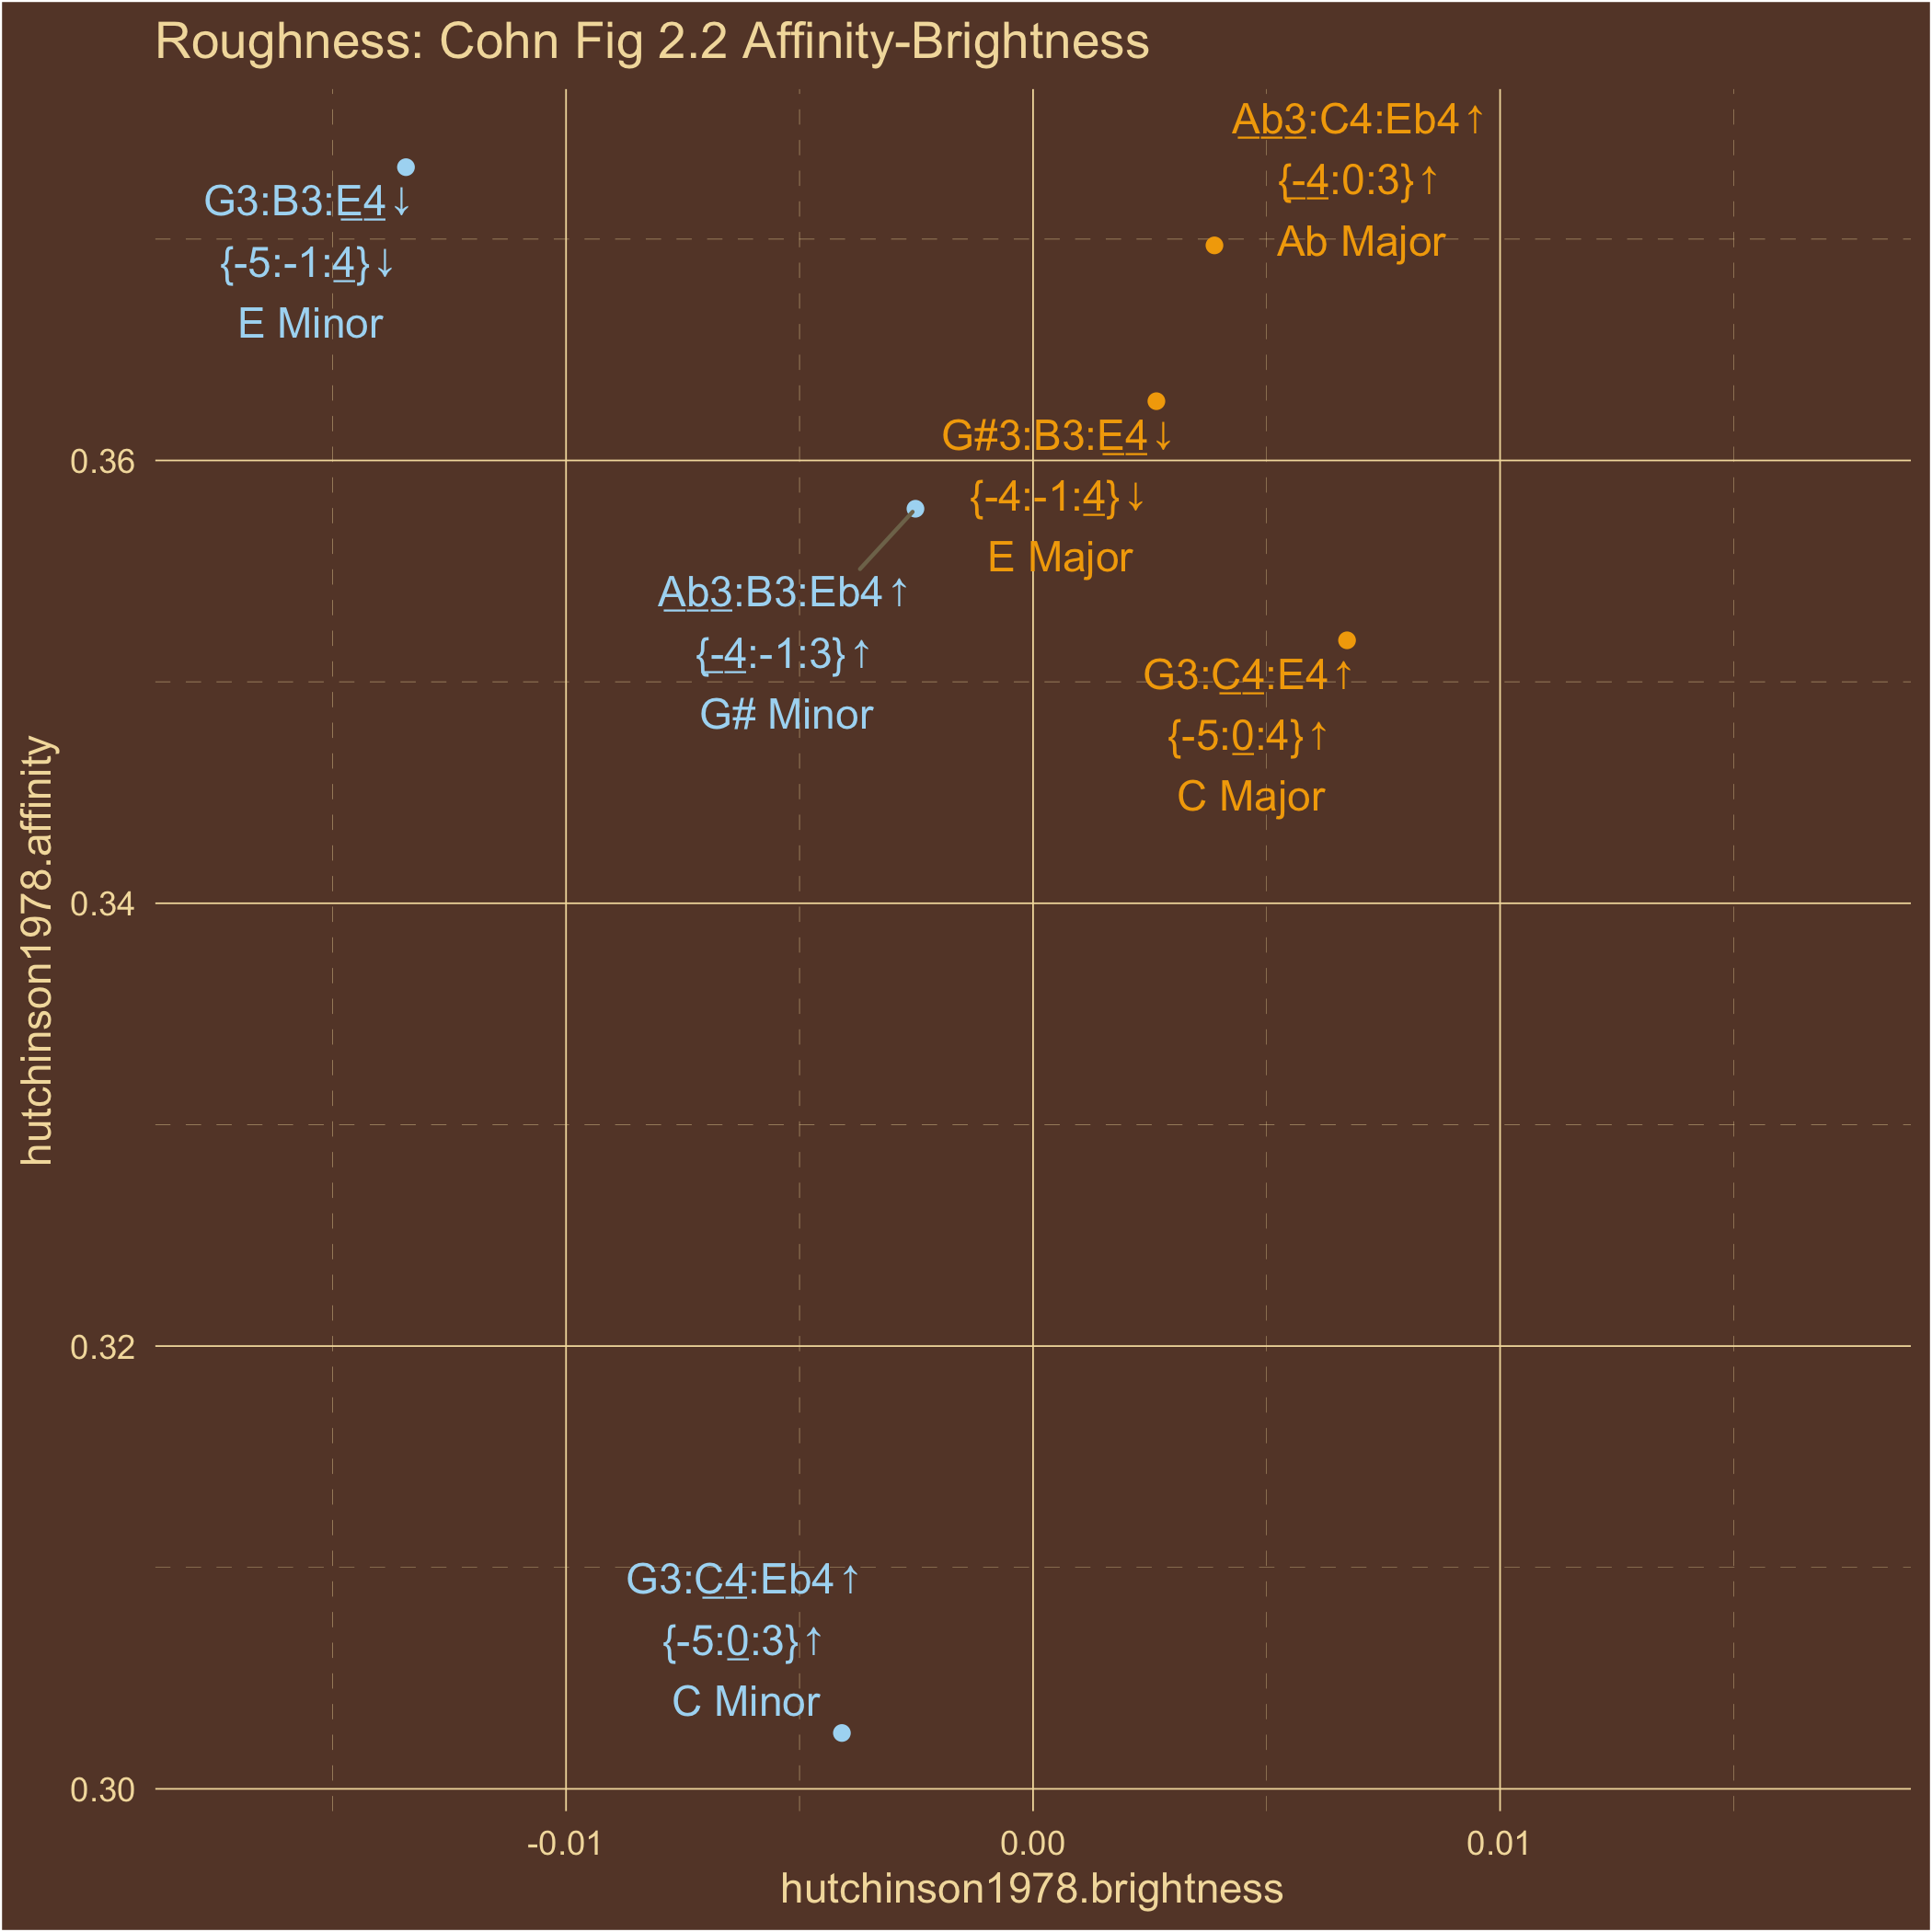 Roughness: Cohn Fig 2.2 Affinity-Brightness
Ab3:C4:Eb4↑
{-4:0:3}↑
Ab Major
G3:B3:E4↓
{-5:-1:4}↓
E Minor
G#3:B3:E4↓
{-4:-1:4}↓
E Major
Ab3:B3:Eb4↑
{-4:-1:3}↑
G# Minor
G3:C4:E4↑
{-5:0:4}↑
C Major
G3:C4:Eb4↑
{-5:0:3}↑
C Minor
hutchinson1978.affinity
0.36
0.34
0.32
0.30
-0.01
0.00
0.01
hutchinson1978.brightness